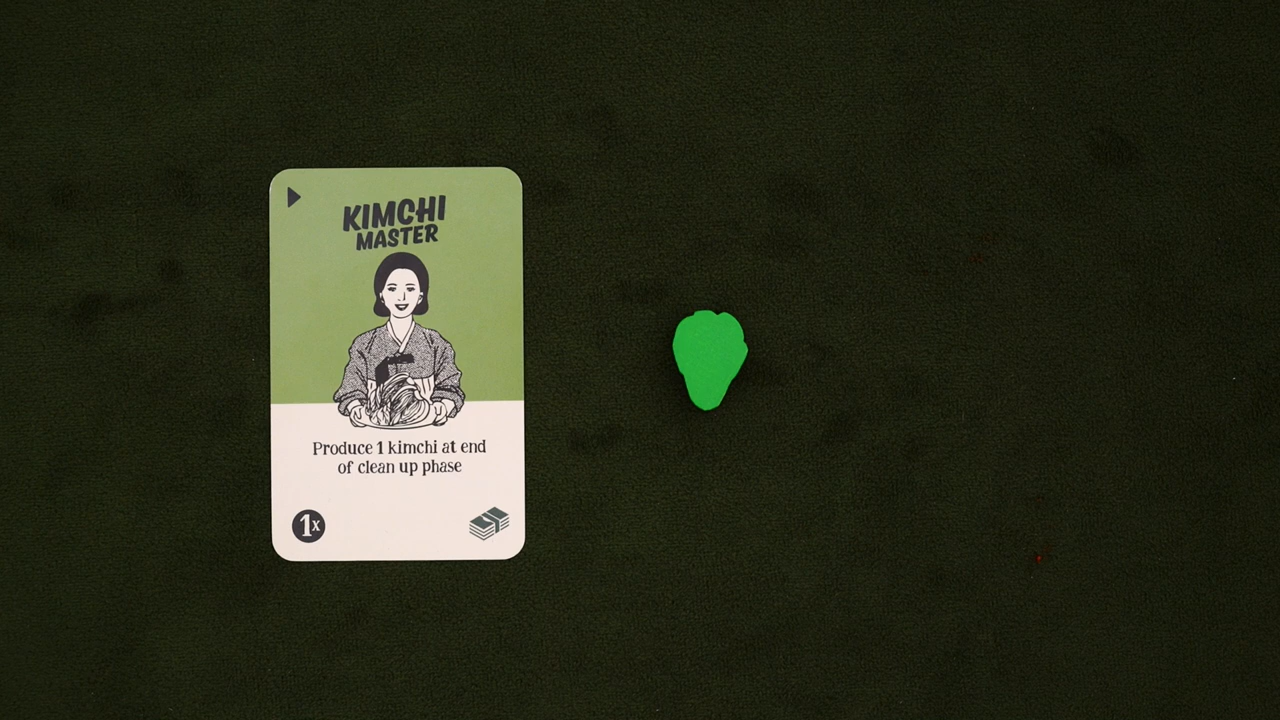 KIMCHI
MASTER
Produce 1 kimchi at end
of clean up phase
1x